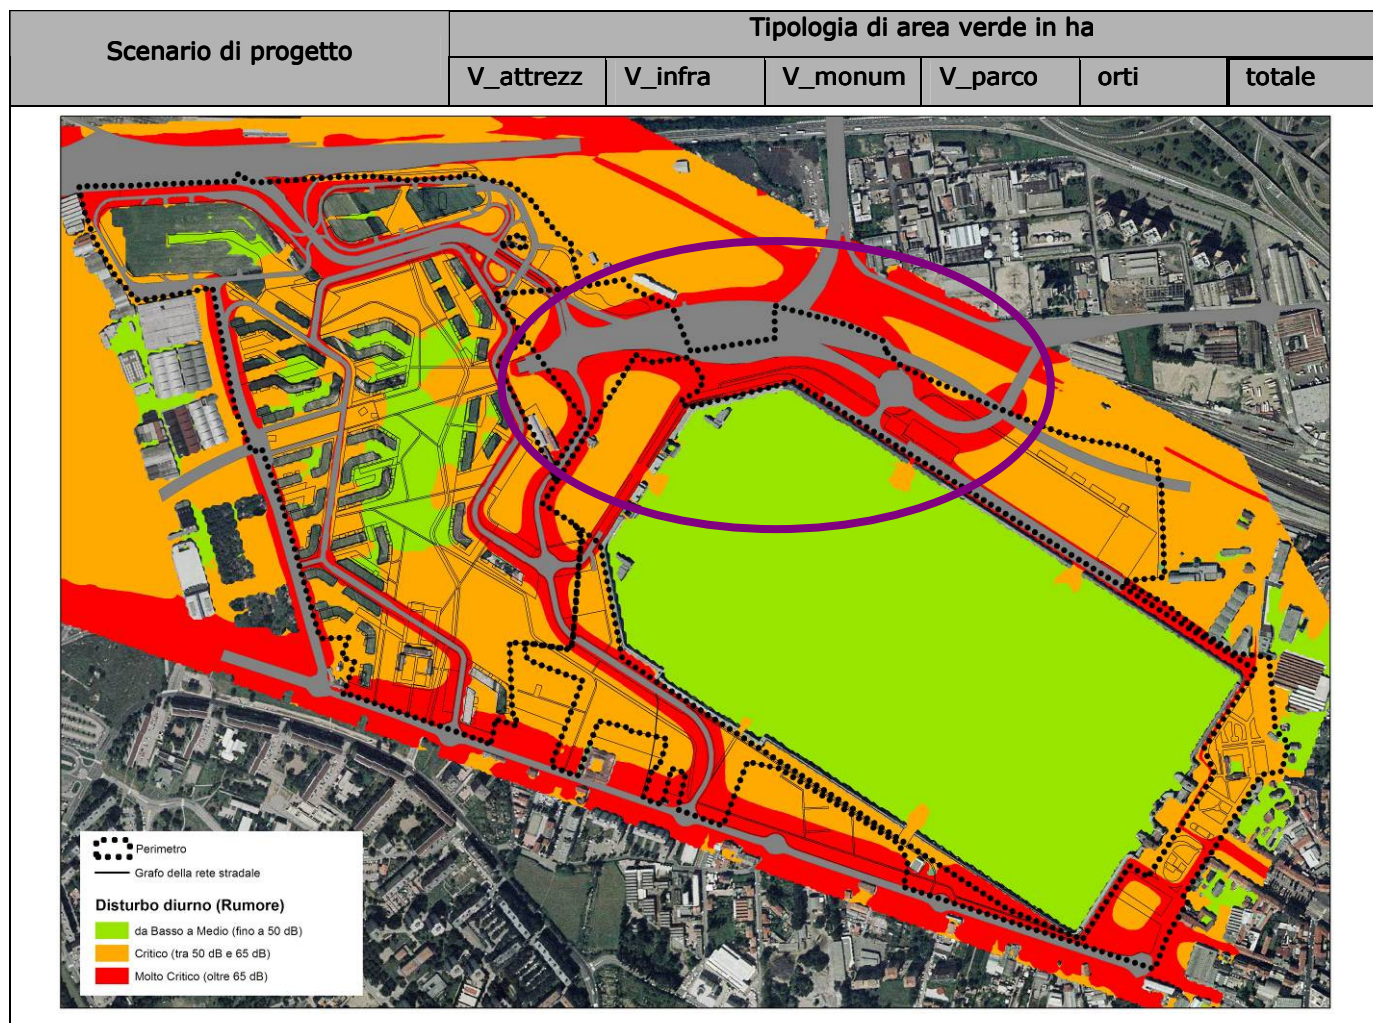 Scenario di progetto
Tipologia di area verde in ha
V_attrezz V_infra V_monum V_parco orti totale
Perimetro
Grafo della rete stradale
Disturbo diurno (Rumore)
da Basso a Medio (fino a 50 dB)
Critico (tra 50 dB e 65 dB)
Molto Critico (oltre 65 dB)